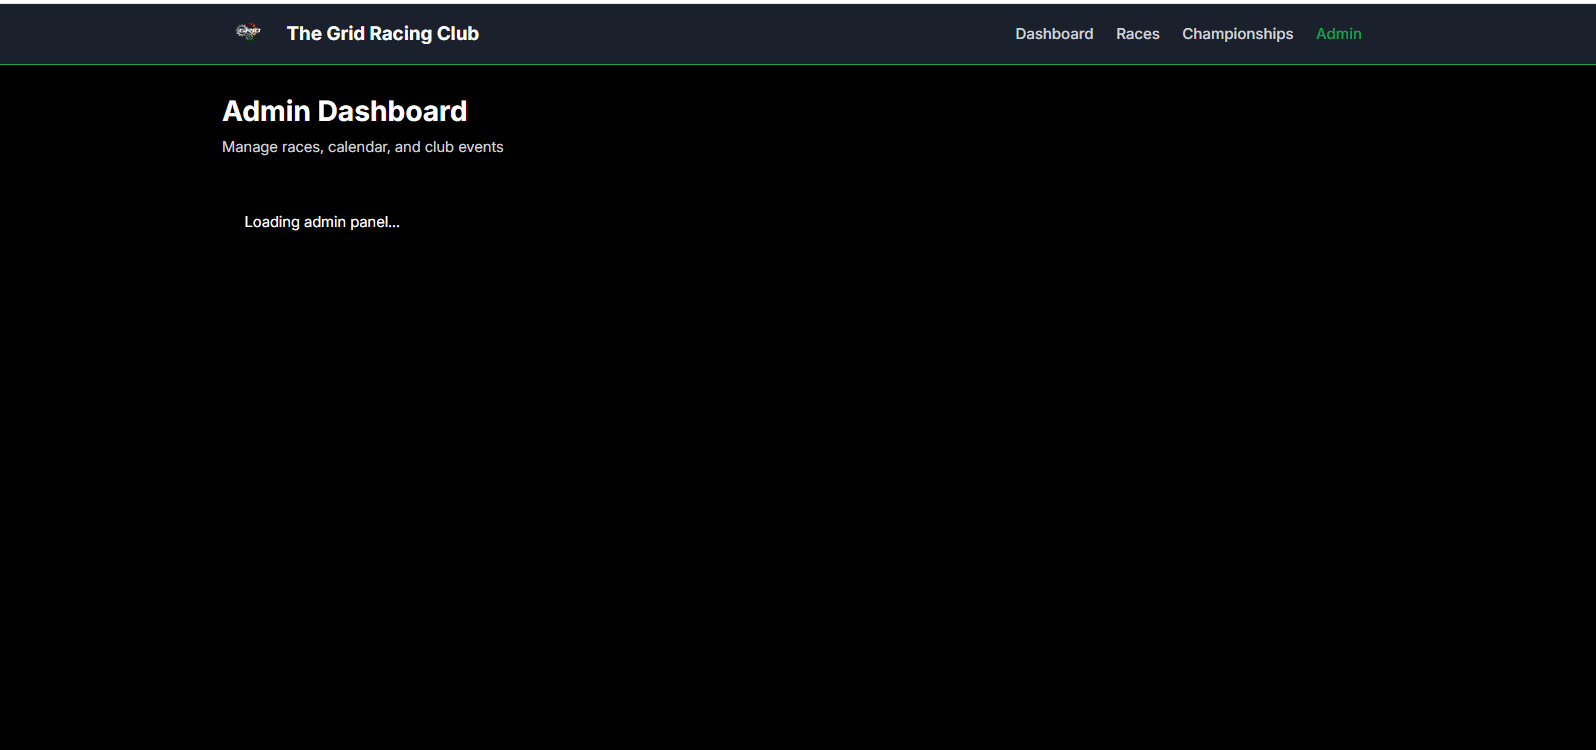 GRID
The Grid Racing Club
Dashboard Races Championships Admin
Admin Dashboard
Manage races, calendar, and club events
Loading admin panel...